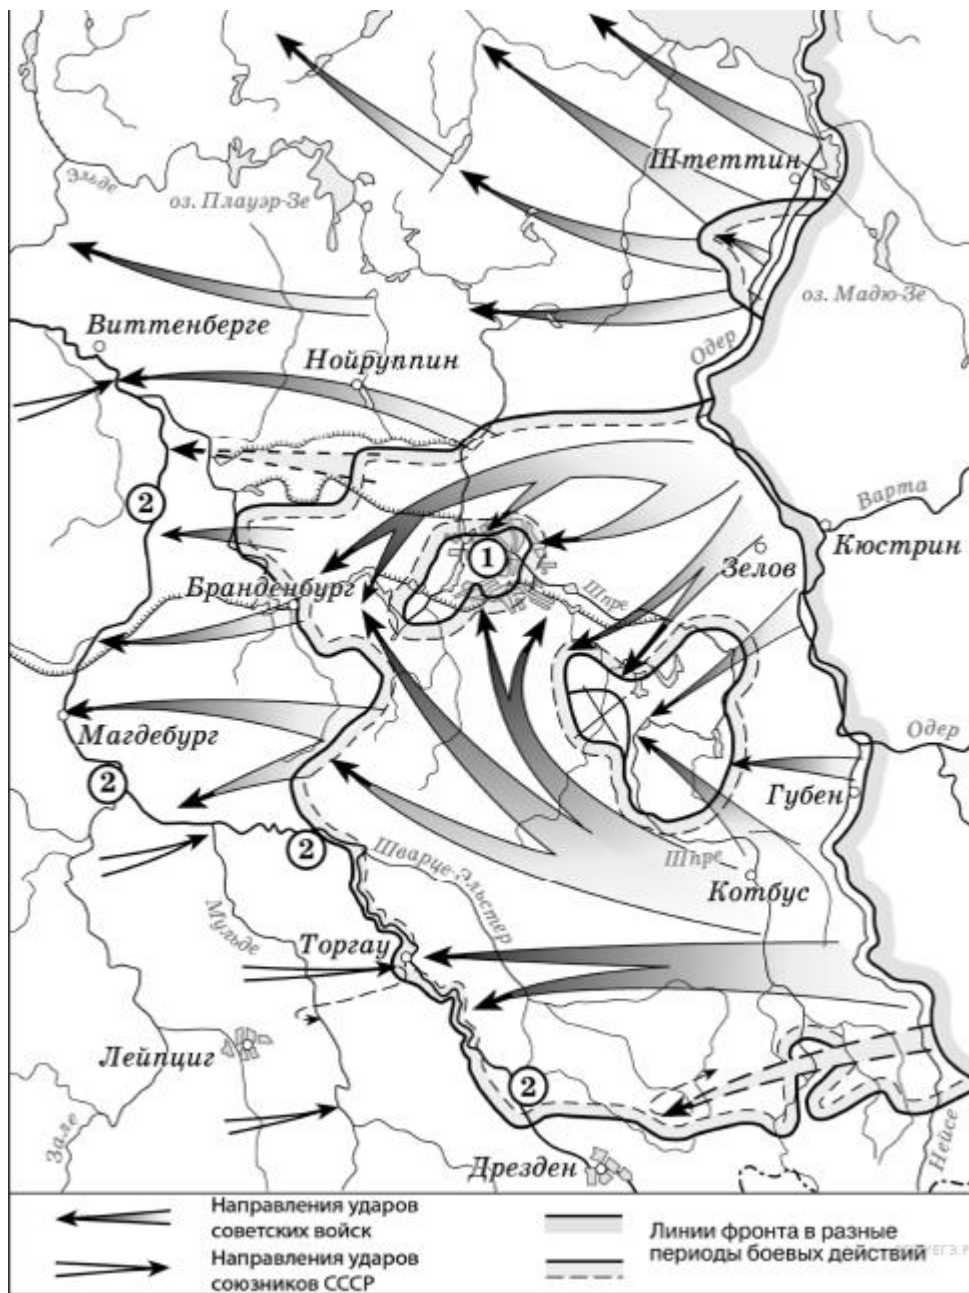 Штеттин
Эльде
оз. Плауэр-Зе
оз. Мадю-Зе
Виттенберге
Одер
Нойруппин
2
Варта
1
Кюстрин
Зелов
Бранденбург
Шпре
Магдебург
Одер
2
Губен
2
Шпре
Шварце-Эльстер
Котбус
Мульде
Торгау
Лейпциг
2
Зале
Нейсе
Дрезден
Направления ударов
советских войск
Направления ударов
союзников СССР
Линии фронта в разные
периоды боевых действий